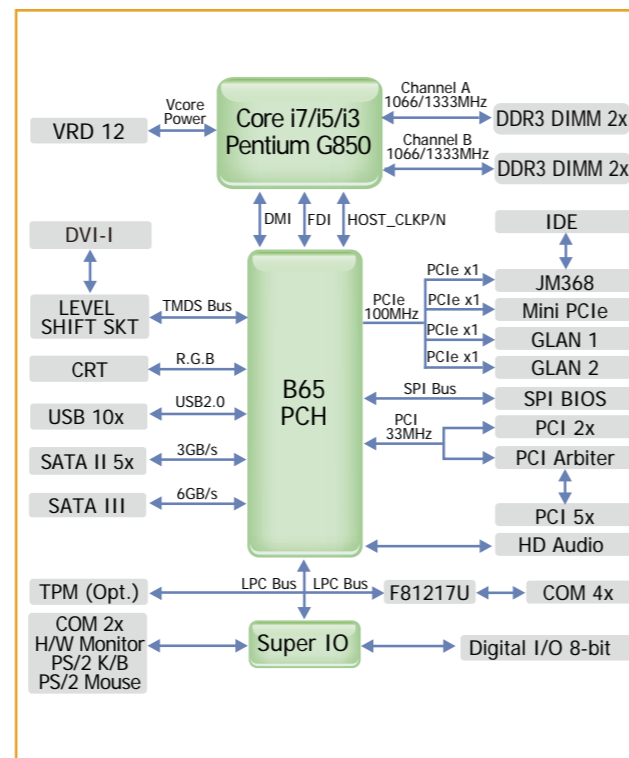 Core i7/i5/i3
Pentium G850
Vcore
Power
VRD 12
Channel A
1066/1333MHz
DDR3 DIMM 2x
Channel B
1066/1333MHz
DDR3 DIMM 2x
DMI
FDI
HOST_CLKP/N
DVI-I
LEVEL
SHIFT SKT
TMDS Bus
CRT
R.G.B
USB 10x
USB2.0
SATA II 5x
3GB/s
SATA III
6GB/s
B65
PCH
IDE
PCIe
100MHz
PCIe x1
JM368
PCIe x1
Mini PCIe
PCIe x1
GLAN 1
PCIe x1
GLAN 2
SPI Bus
SPI BIOS
PCI
33MHz
PCI 2x
PCI Arbiter
PCI 5x
HD Audio
TPM (Opt.)
LPC Bus
LPC Bus
F81217U
COM 4x
COM 2x
H/W Monitor
PS/2 K/B
PS/2 Mouse
Super IO
Digital I/O 8-bit